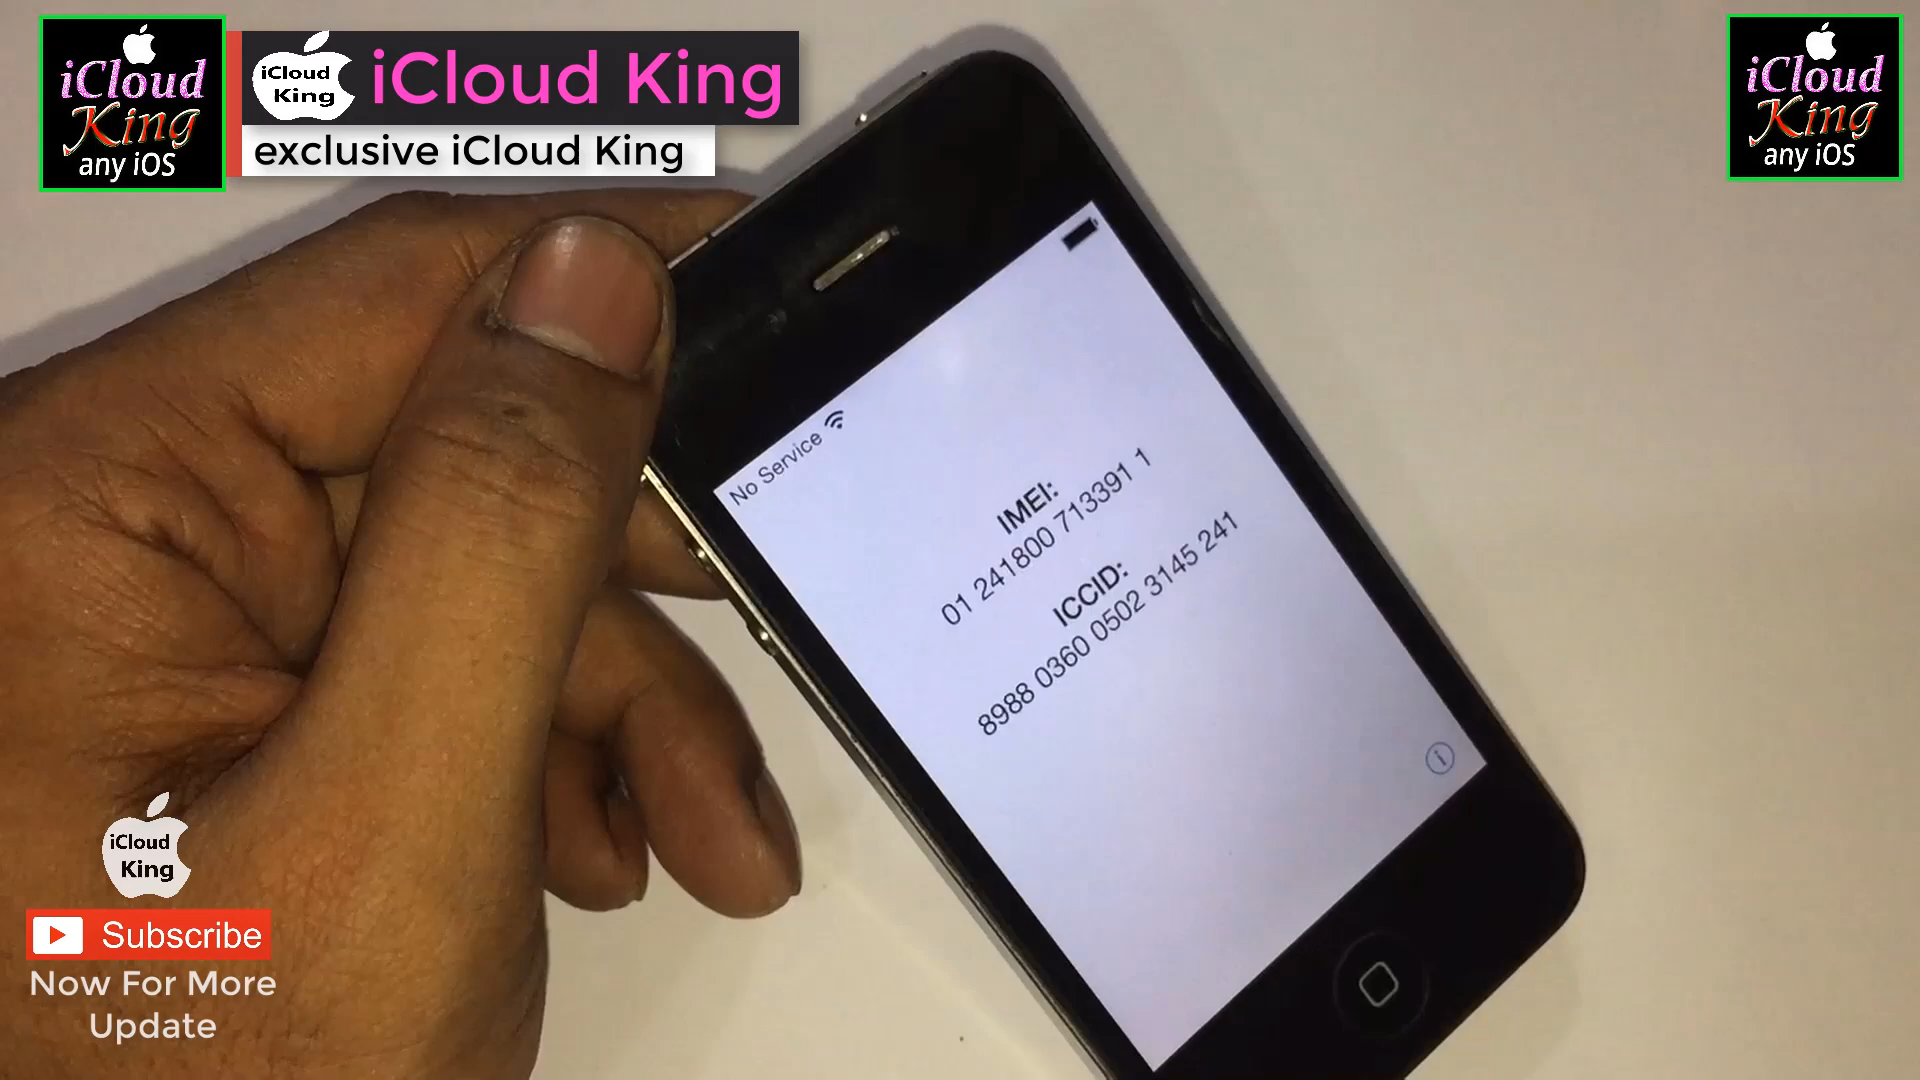 iCloud
King
any iOS
iCloud
King
iCloud King
exclusive iCloud King
iCloud
King
any iOS
No Service
IMEI:
01 241800 713391 1
ICCID:
8988 0360 0502 3145 241
i
iCloud
King
Subscribe
Now For More
Update